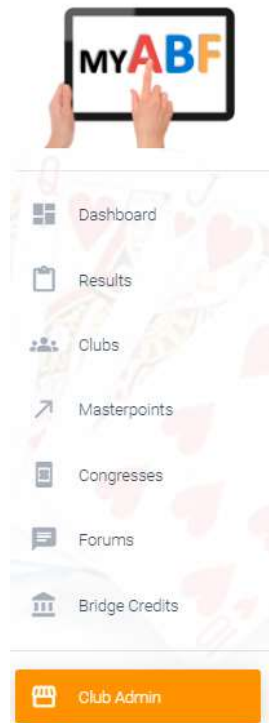 MYABF
Dashboard
Results
Clubs
Masterpoints
Congresses
Forums
Bridge Credits
Club Admin